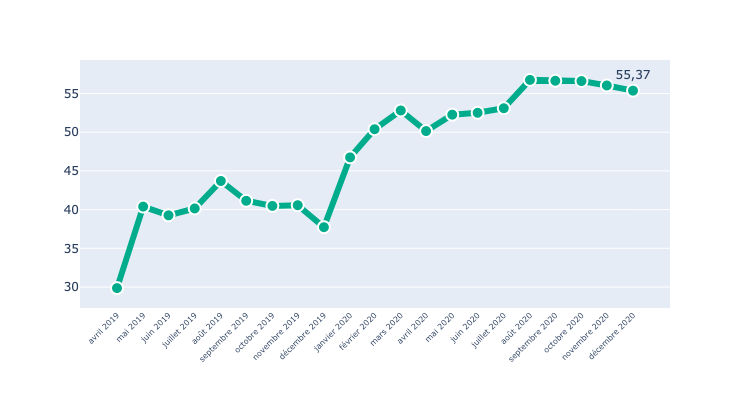 55,37
55
50
45
40
35
30
avril 2019
mai 2019
juin 2019
juillet 2019
août 2019
septembre 2019
octobre 2019
novembre 2019
décembre 2019
janvier 2020
février 2020
mars 2020
avril 2020
mai 2020
juin 2020
juillet 2020
août 2020
septembre 2020
octobre 2020
novembre 2020
décembre 2020